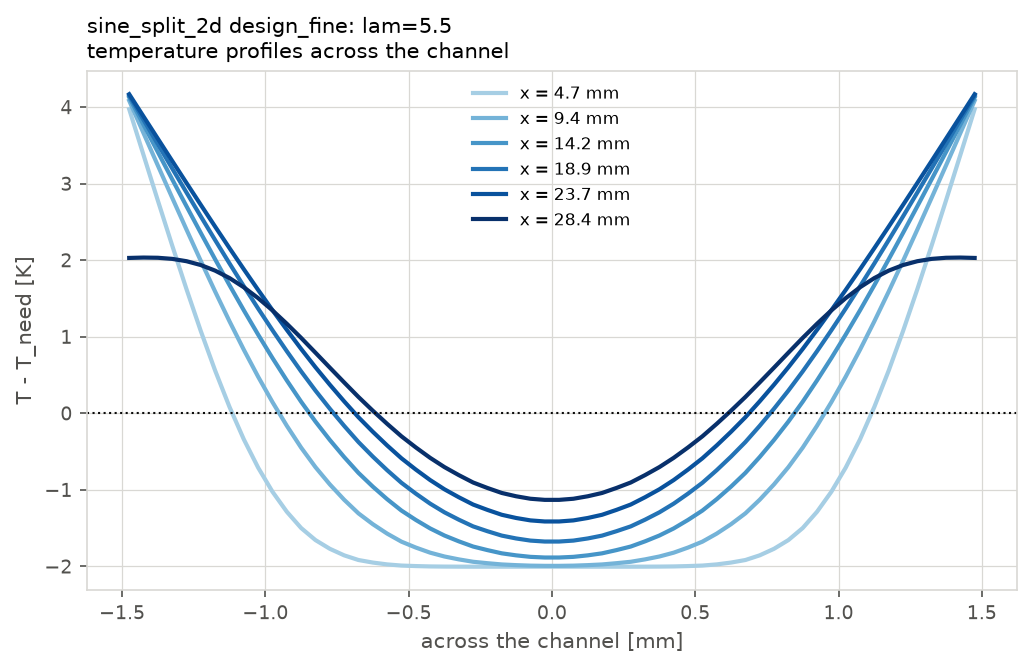 sine_split_2d design_fine: lam=5.5
temperature profiles across the channel
x = 4.7 mm
x = 9.4 mm
x = 14.2 mm
x = 18.9 mm
x = 23.7 mm
x = 28.4 mm
T - T_need [K]
4
3
2
1
0
−1
−2
−1.5
−1.0
−0.5
0.0
0.5
1.0
1.5
across the channel [mm]